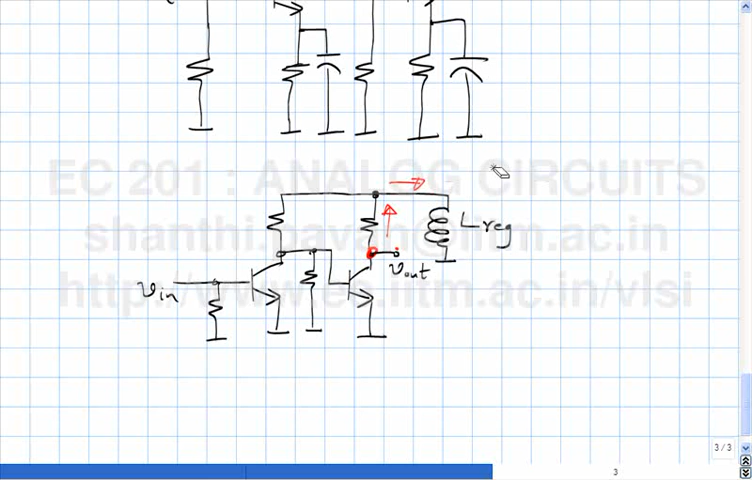 EC 201 : ANALOG CIRCUITS
shanthi.pavan@iitm.ac.in
Lreg
vout
http://www.ee.iitm.ac.in/vlsi
vin
3 / 3
3